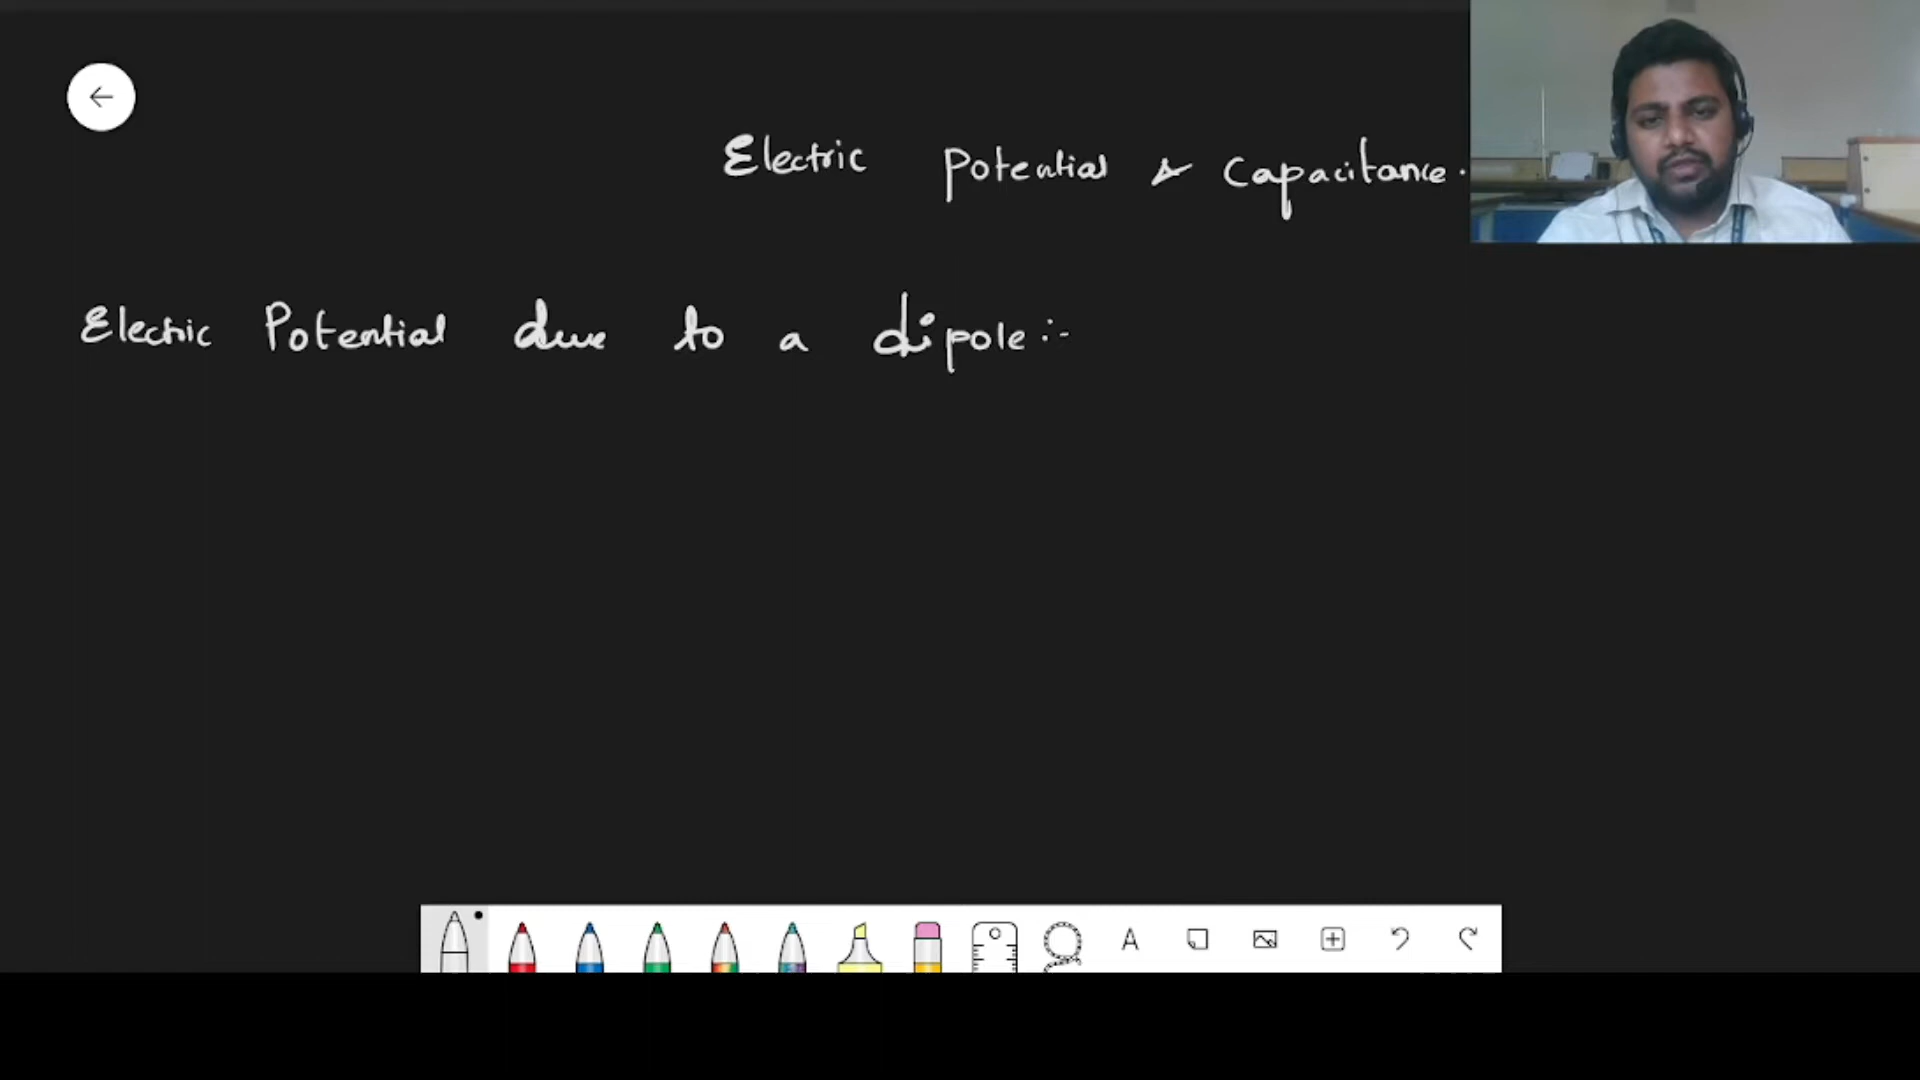 Electric Potential & Capacitance.
Electric Potential due to a dipole:-
A